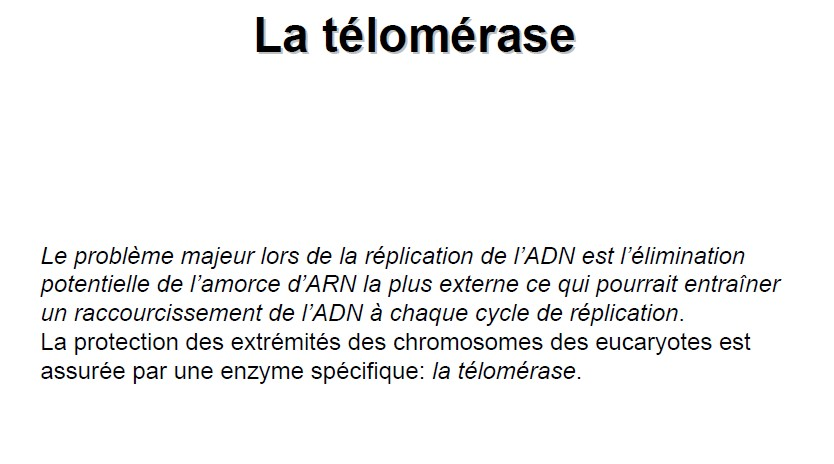 La télomérase
Le problème majeur lors de la réplication de l’ADN est l’élimination
potentielle de l’amorce d’ARN la plus externe ce qui pourrait entraîner
un raccourcissement de l’ADN à chaque cycle de réplication.
La protection des extrémités des chromosomes des eucaryotes est
assurée par une enzyme spécifique: la télomérase.